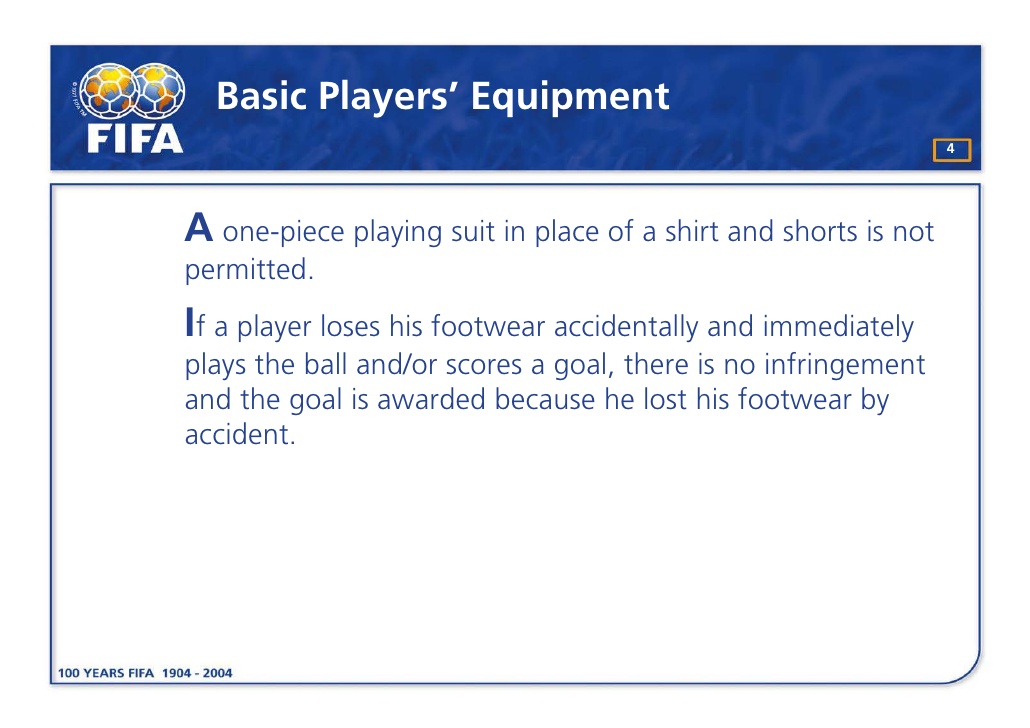 Basic Players’ Equipment
FIFA
4
A one-piece playing suit in place of a shirt and shorts is not
permitted.
If a player loses his footwear accidentally and immediately
plays the ball and/or scores a goal, there is no infringement
and the goal is awarded because he lost his footwear by
accident.
100 YEARS FIFA 1904 - 2004